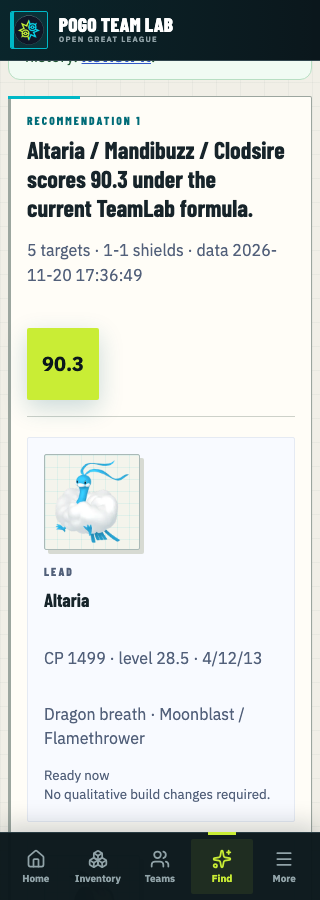 POGO TEAM LAB
OPEN GREAT LEAGUE
RECOMMENDATION 1
Altaria / Mandibuzz / Clodsire
scores 90.3 under the
current TeamLab formula.
5 targets · 1-1 shields · data 2026-
11-20 17:36:49
90.3
LEAD
Altaria
CP 1499 · level 28.5 · 4/12/13
Dragon breath · Moonblast /
Flamethrower
Ready now
No qualitative build changes required.
Home Inventory Teams Find More